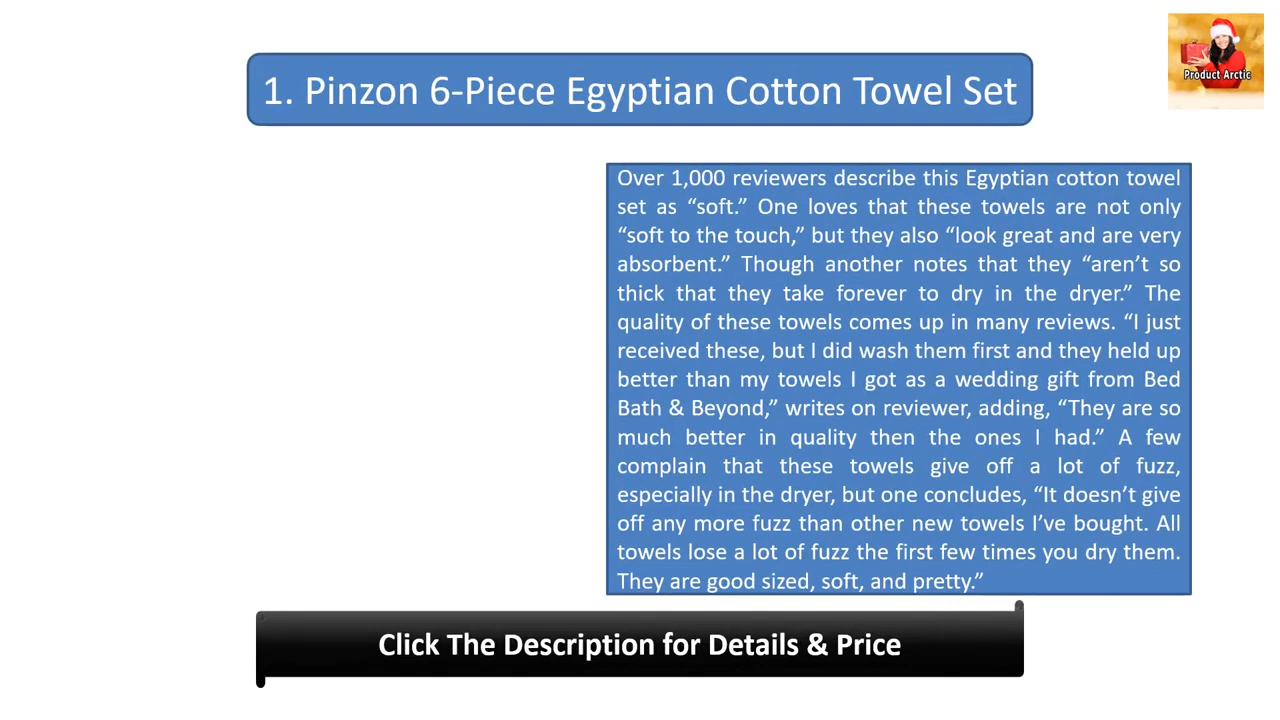 Product Arctic
1. Pinzon 6-Piece Egyptian Cotton Towel Set
Over 1,000 reviewers describe this Egyptian cotton towel
set as “soft.” One loves that these towels are not only
“soft to the touch,” but they also “look great and are very
absorbent.” Though another notes that they “aren’t so
thick that they take forever to dry in the dryer.” The
quality of these towels comes up in many reviews. “I just
received these, but I did wash them first and they held up
better than my towels I got as a wedding gift from Bed
Bath & Beyond,” writes on reviewer, adding, “They are so
much better in quality then the ones I had.” A few
complain that these towels give off a lot of fuzz,
especially in the dryer, but one concludes, “It doesn’t give
off any more fuzz than other new towels I’ve bought. All
towels lose a lot of fuzz the first few times you dry them.
They are good sized, soft, and pretty.”
Click The Description for Details & Price